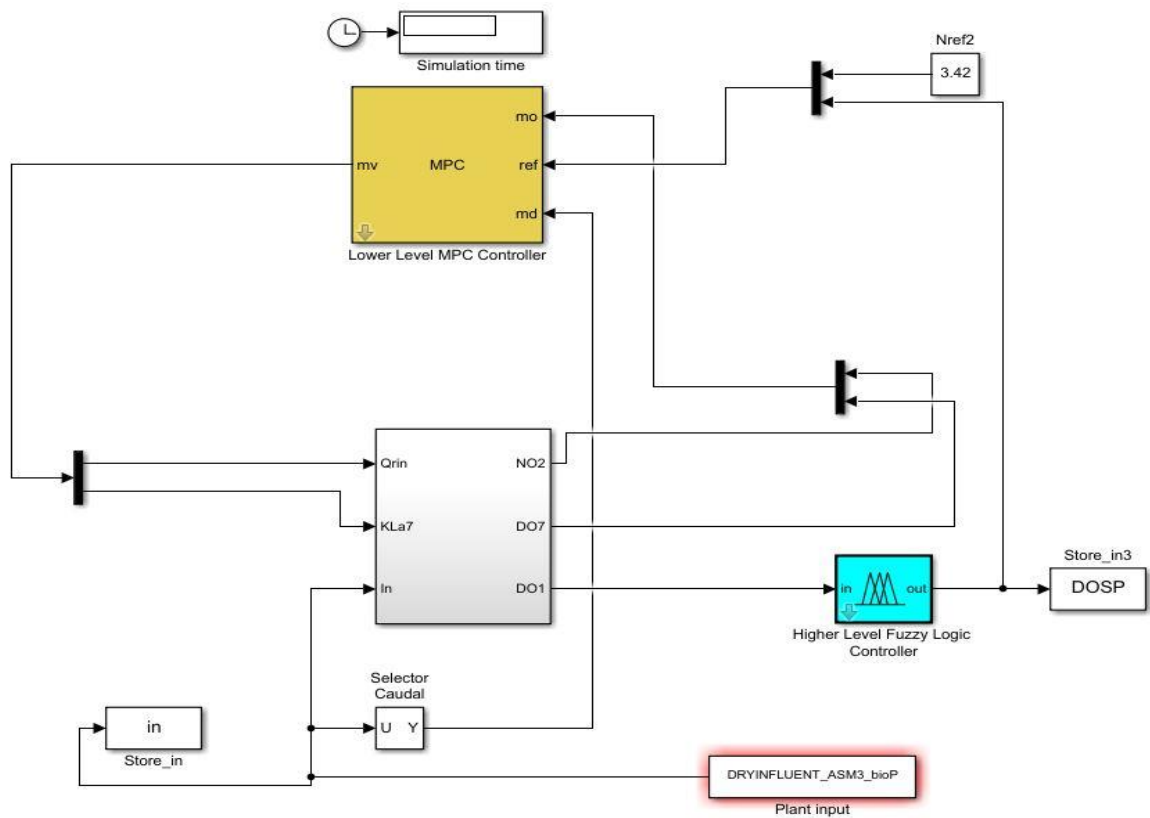 Simulation time
Nref2
3.42
mo
mv
MPC
ref
md
Lower Level MPC Controller
Qrin
NO2
KLa7
DO7
In
DO1
in
out
Higher Level Fuzzy Logic
Controller
Store_in3
DOSP
Selector
Caudal
U
Y
in
Store_in
DRYINFLUENT_ASM3_bioP
Plant input